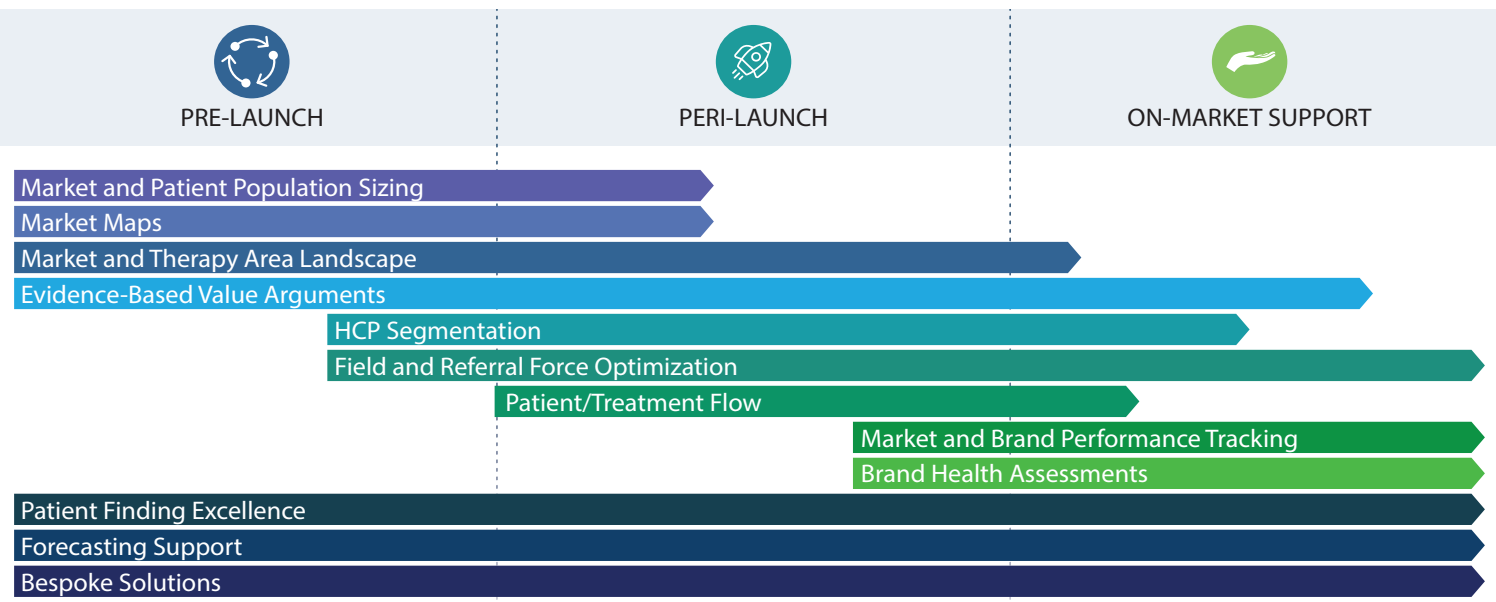 PRE-LAUNCH
PERI-LAUNCH
ON-MARKET SUPPORT
Market and Patient Population Sizing
Market Maps
Market and Therapy Area Landscape
Evidence-Based Value Arguments
HCP Segmentation
Field and Referral Force Optimization
Patient/Treatment Flow
Market and Brand Performance Tracking
Brand Health Assessments
Patient Finding Excellence
Forecasting Support
Bespoke Solutions